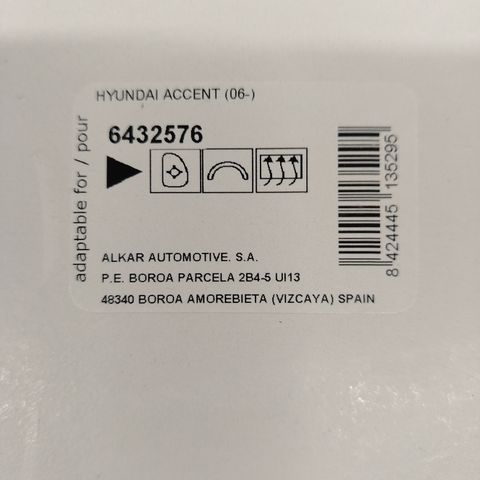 HYUNDAI ACCENT (06-)
adaptable for / pour
6432576
8 424445 135295
ALKAR AUTOMOTIVE. S.A.
P.E. BOROA PARCELA 2B4-5 UI13
48340 BOROA AMOREBIETA (VIZCAYA) SPAIN